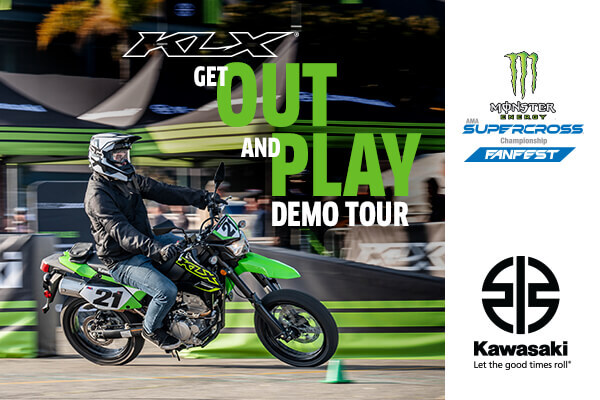 KLX®
GET OUT
AND PLAY
DEMO TOUR
21
KLX
21
MONSTER
ENERGY
AMA
SUPERCROSS
Championship
FANFEST
Kawasaki
Let the good times roll®